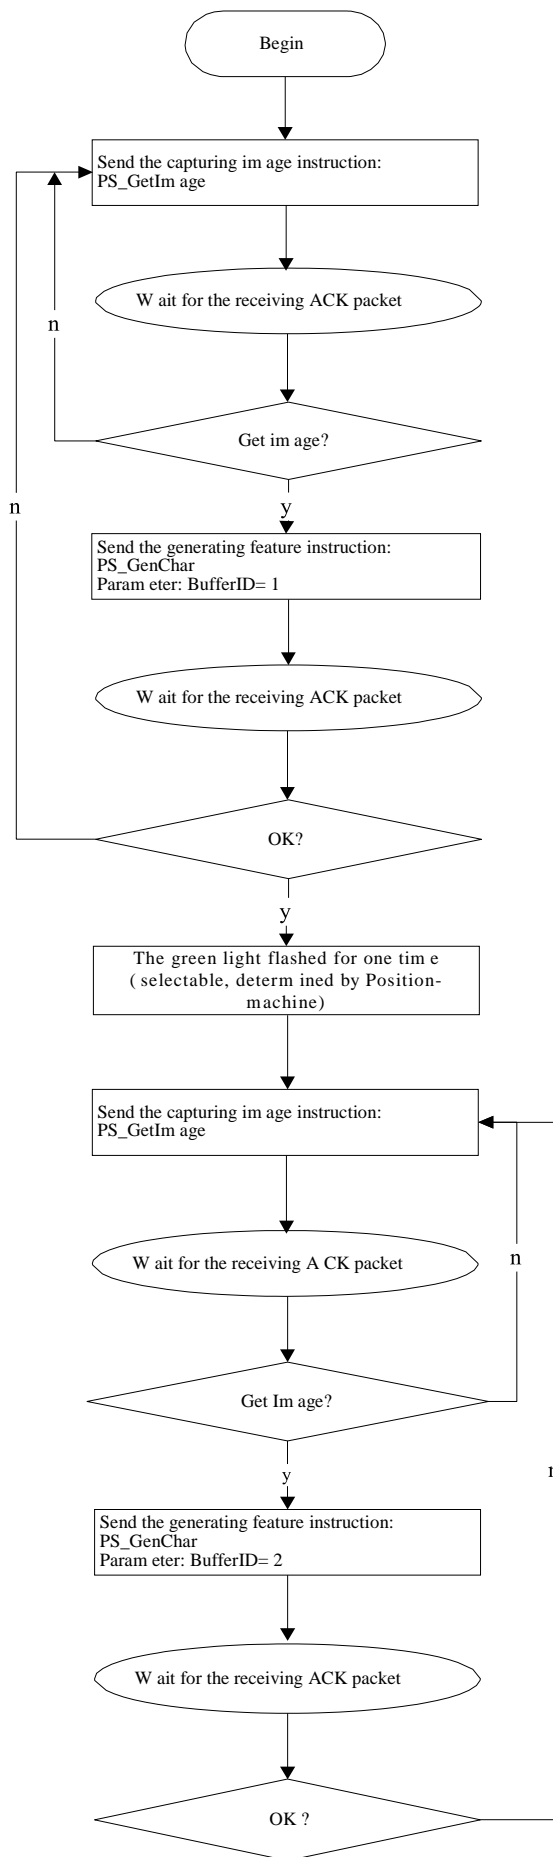 Begin
Send the capturing im age instruction:
PS_GetIm age
W ait for the receiving ACK packet
n
Get im age?
n
y
Send the generating feature instruction:
PS_GenChar
Param eter: BufferID= 1
W ait for the receiving ACK packet
OK?
y
The green light flashed for one tim e
( selectable, determ ined by Position-
machine)
Send the capturing im age instruction:
PS_GetIm age
W ait for the receiving A CK packet
n
Get Im age?
y
Send the generating feature instruction:
PS_GenChar
Param eter: BufferID= 2
W ait for the receiving ACK packet
OK ?